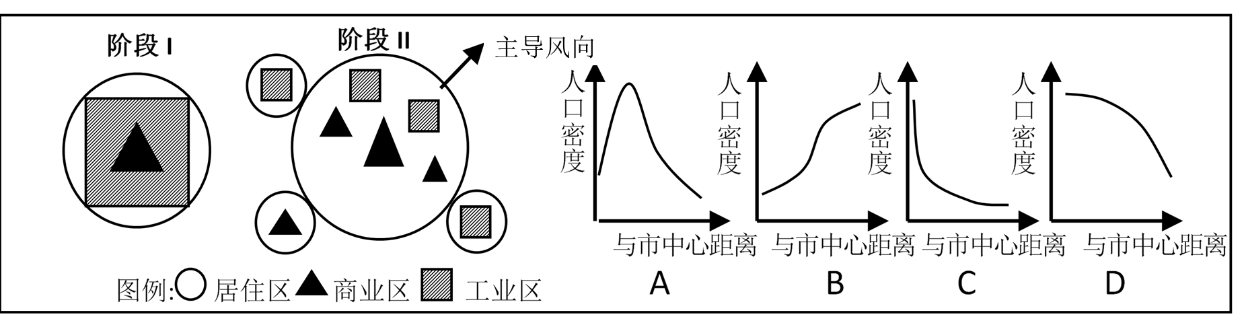 阶段 I
阶段 II
主导风向
图例:
居住区
商业区
工业区
人口密度
与市中心距离
A
人口密度
与市中心距离
B
人口密度
与市中心距离
C
人口密度
与市中心距离
D